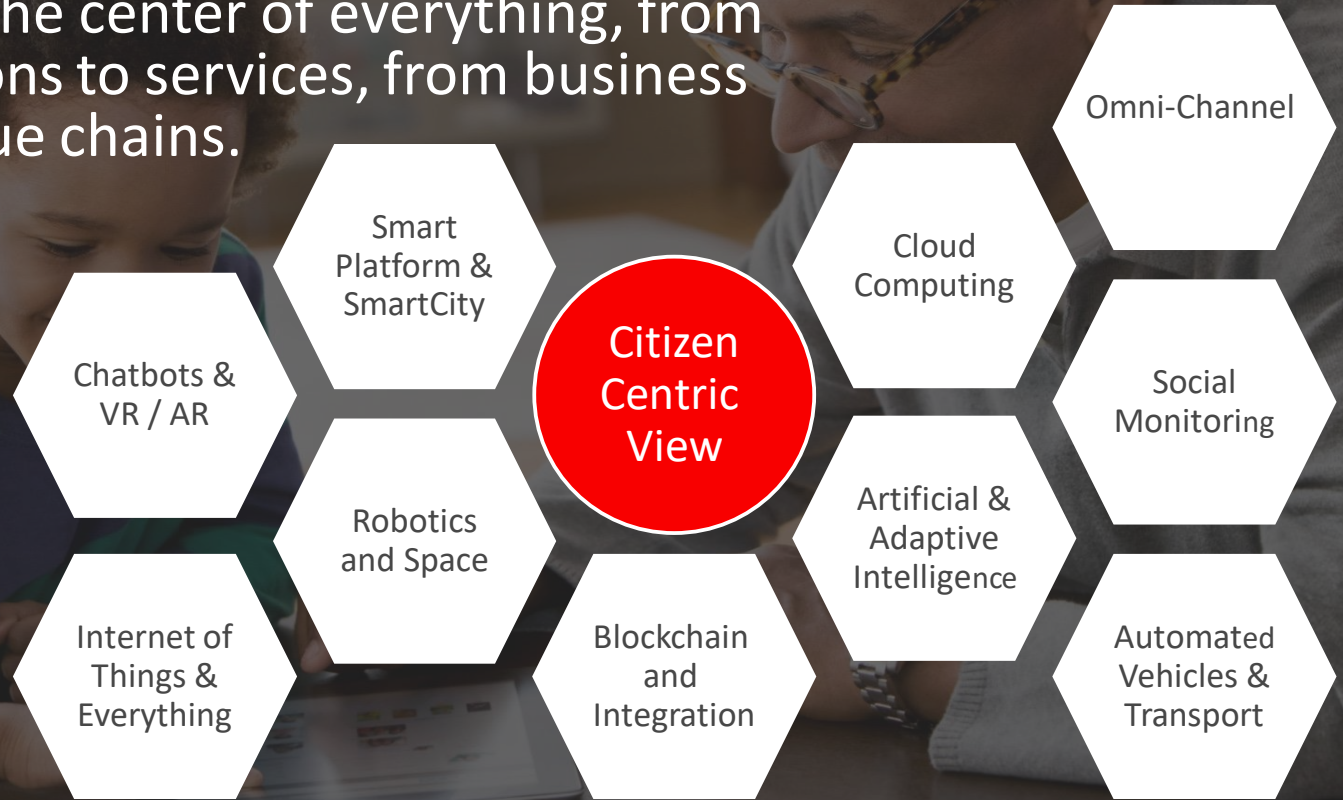 he center of everything, from
ons to services, from business
ue chains.
Omni-Channel
Smart
Platform &
SmartCity
Cloud
Computing
Citizen
Centric
View
Chatbots &
VR / AR
Social
Monitoring
Robotics
and Space
Artificial &
Adaptive
Intelligence
Internet of
Things &
Everything
Blockchain
and
Integration
Automated
Vehicles &
Transport